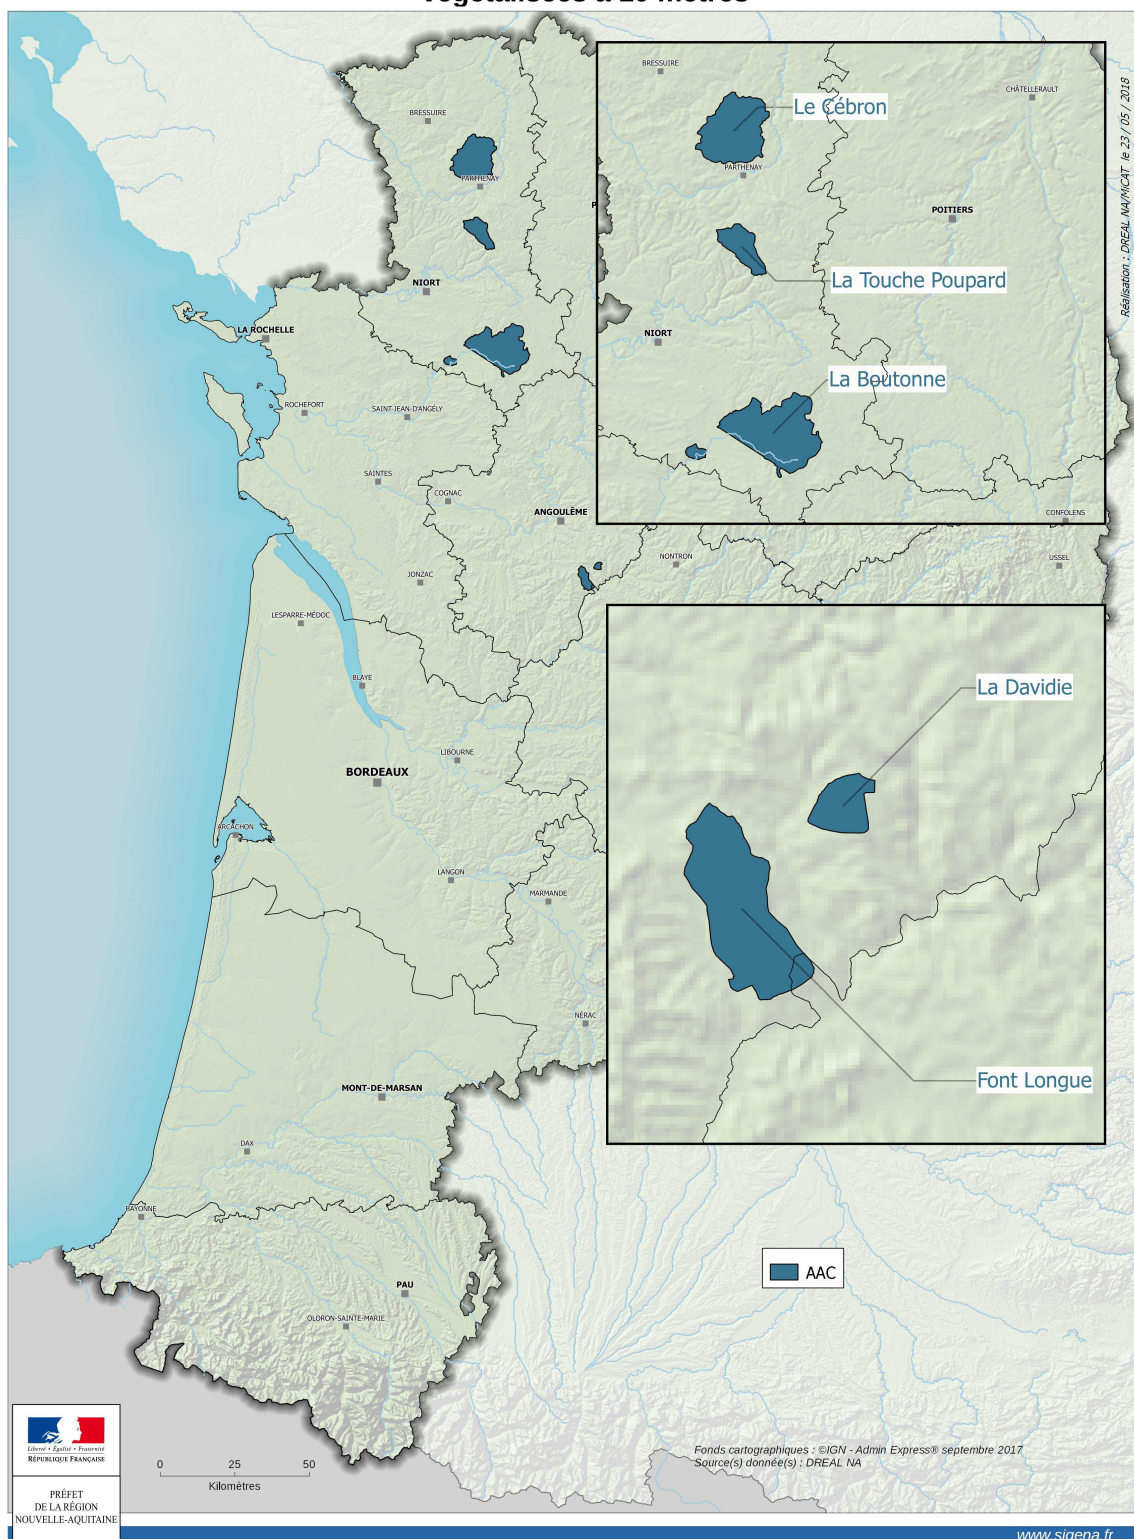 végétalisées à 10 mètres
BRESSUIRE
PARTHENAY
NIORT
LA ROCHELLE
ROCHEFORT
SAINT-JEAN-D'ANGÉLY
SAINTES
COGNAC
ANGOULÊME
JONZAC
NONTRON
USSEL
LESPARRE-MÉDOC
BLAYE
LIBOURNE
BORDEAUX
ARCACHON
LANGON
MARMANDE
NÉRAC
MONT-DE-MARSAN
DAX
BAYONNE
PAU
OLORON-SAINTE-MARIE
BRESSUIRE
CHÂTELLERAULT
Le Cébron
PARTHENAY
POITIERS
La Touche Poupard
NIORT
La Boutonne
CONFOLENS
La Davidie
Font Longue
AAC
Réalisation : DREAL NA/MICAT le 23 / 05 / 2018
Liberté • Égalité • Fraternité
RÉPUBLIQUE FRANÇAISE
PRÉFET
DE LA RÉGION
NOUVELLE-AQUITAINE
0 25 50
Kilomètres
Fonds cartographiques : ©IGN - Admin Express® septembre 2017
Source(s) donnée(s) : DREAL NA
www.sigena.fr